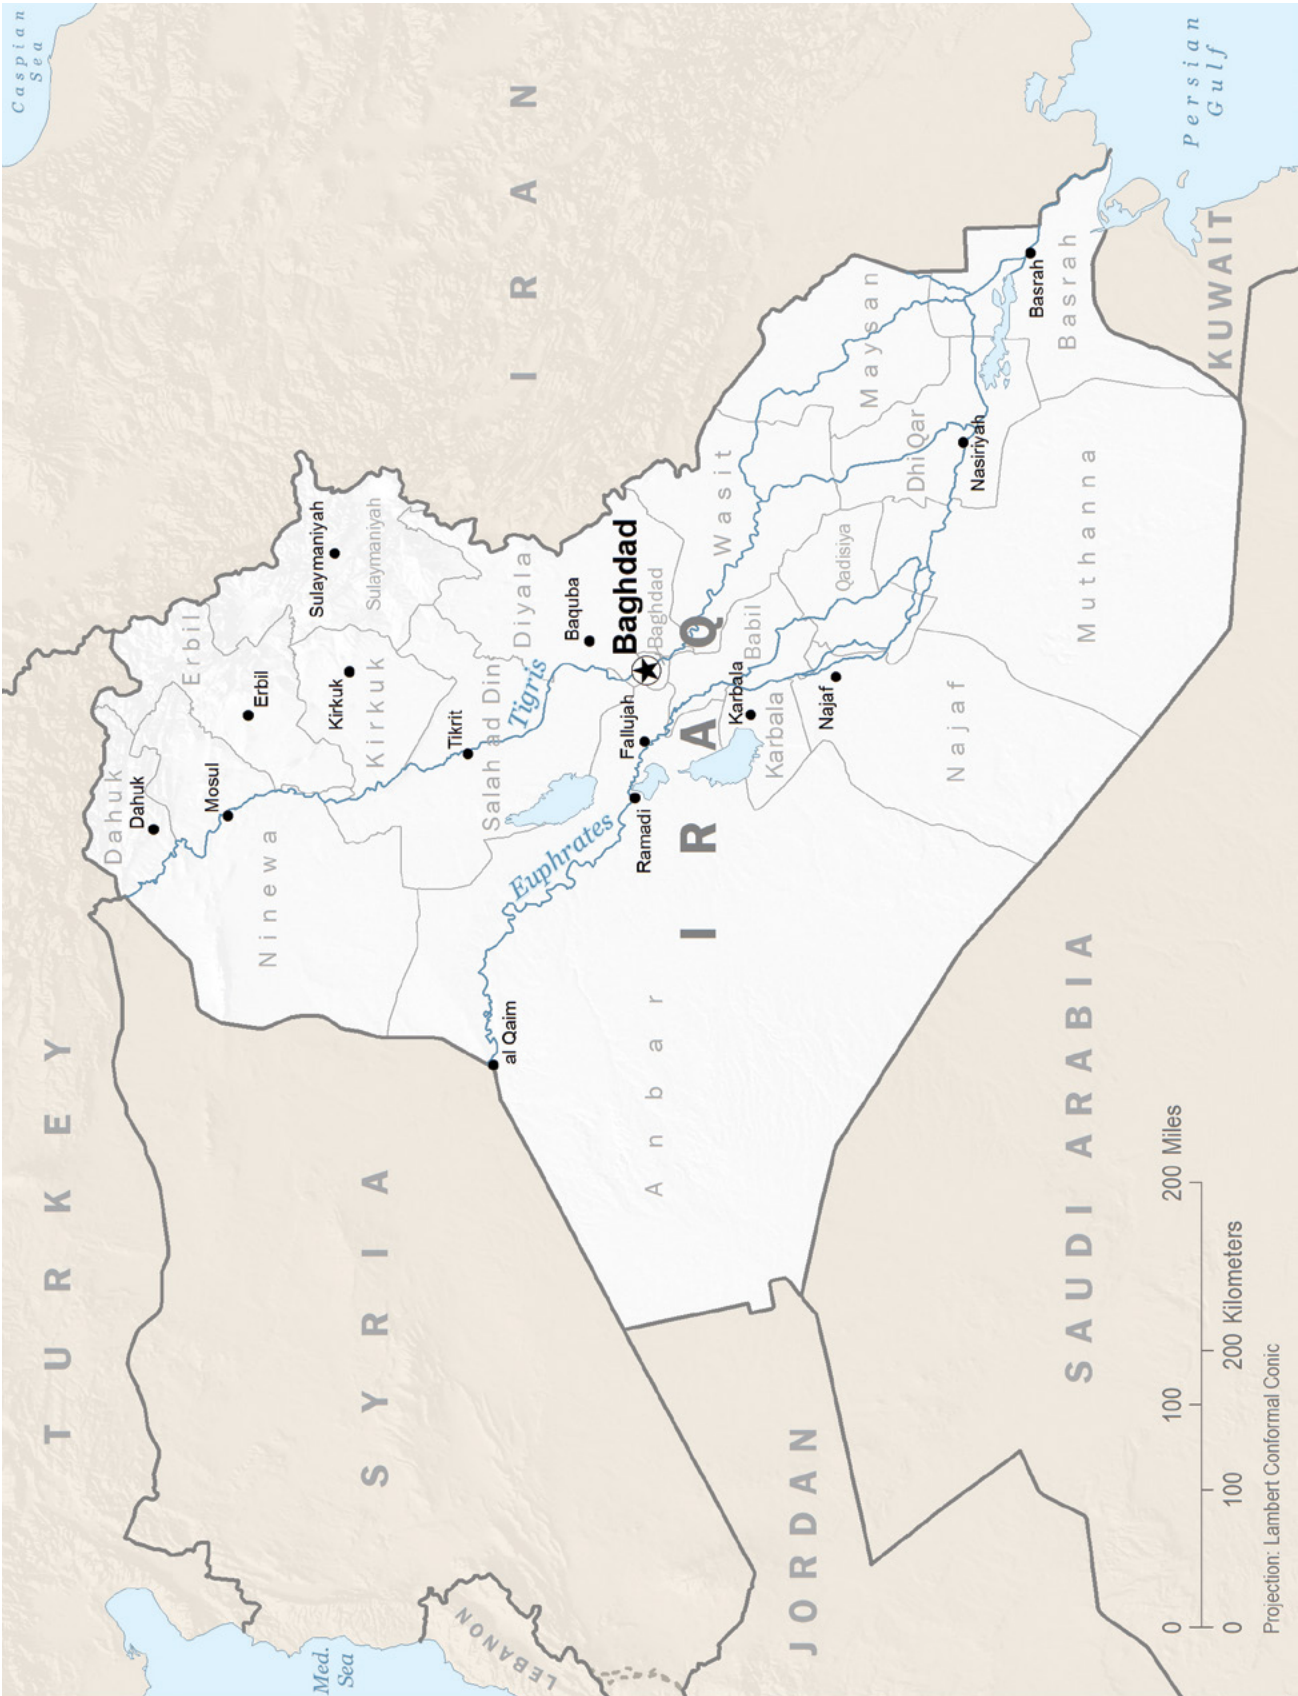 Caspian
Sea
TURKEY
Dahuk
Dahuk
Mosul
Erbil
Erbil
Ninewa
Sulaymaniyah
Sulaymaniyah
Kirkuk
Kirkuk
SYRIA
IRAN
Tikrit
Salah ad Din
Tigris
Diyala
al Qaim
Euphrates
Baquba
Baghdad
Baghdad
Fallujah
Ramadi
Anbar
IRAQ
Med.
Sea
LEBANON
Wasit
Babil
Karbala
Karbala
Najaf
Najaf
Qadisiya
Maysan
Dhi Qar
Nasiriyah
Basrah
Basrah
Muthanna
JORDAN
SAUDI ARABIA
KUWAIT
Persian
Gulf
0 100 200 Miles
0 100 200 Kilometers
Projection: Lambert Conformal Conic